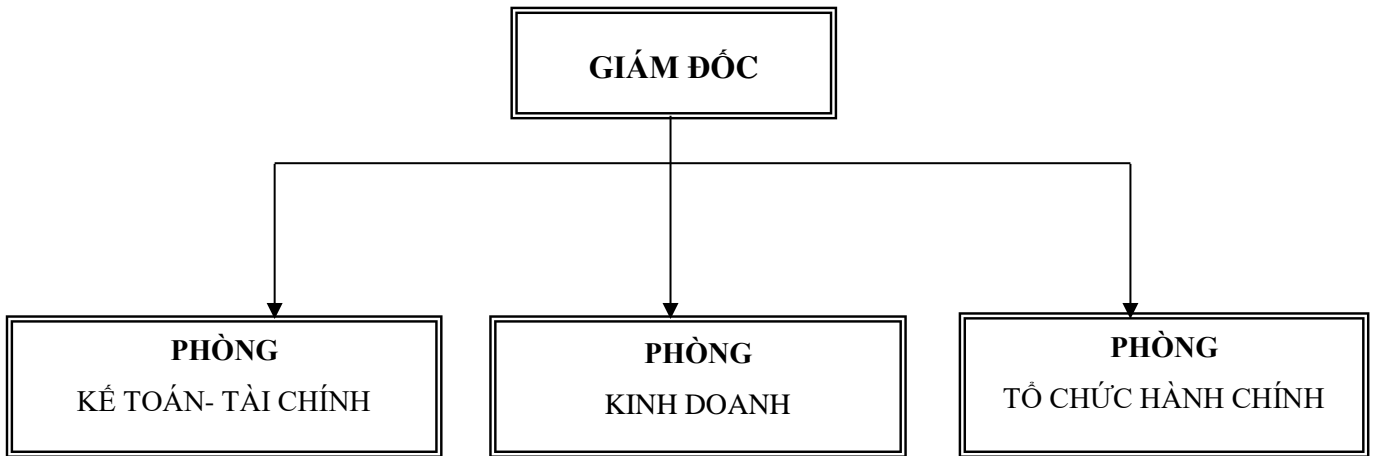 GIÁM ĐỐC
PHÒNG
KẾ TOÁN- TÀI CHÍNH
PHÒNG
KINH DOANH
PHÒNG
TỔ CHỨC HÀNH CHÍNH